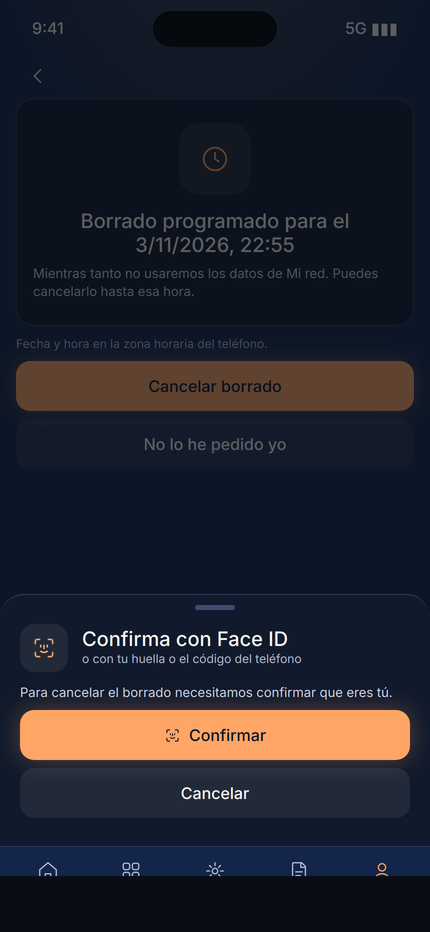 9:41
5G
Borrado programado para el
3/11/2026, 22:55
Mientras tanto no usaremos los datos de Mi red. Puedes
cancelarlo hasta esa hora.
Fecha y hora en la zona horaria del teléfono.
Cancelar borrado
No lo he pedido yo
Confirma con Face ID
o con tu huella o el código del teléfono
Para cancelar el borrado necesitamos confirmar que eres tú.
Confirmar
Cancelar